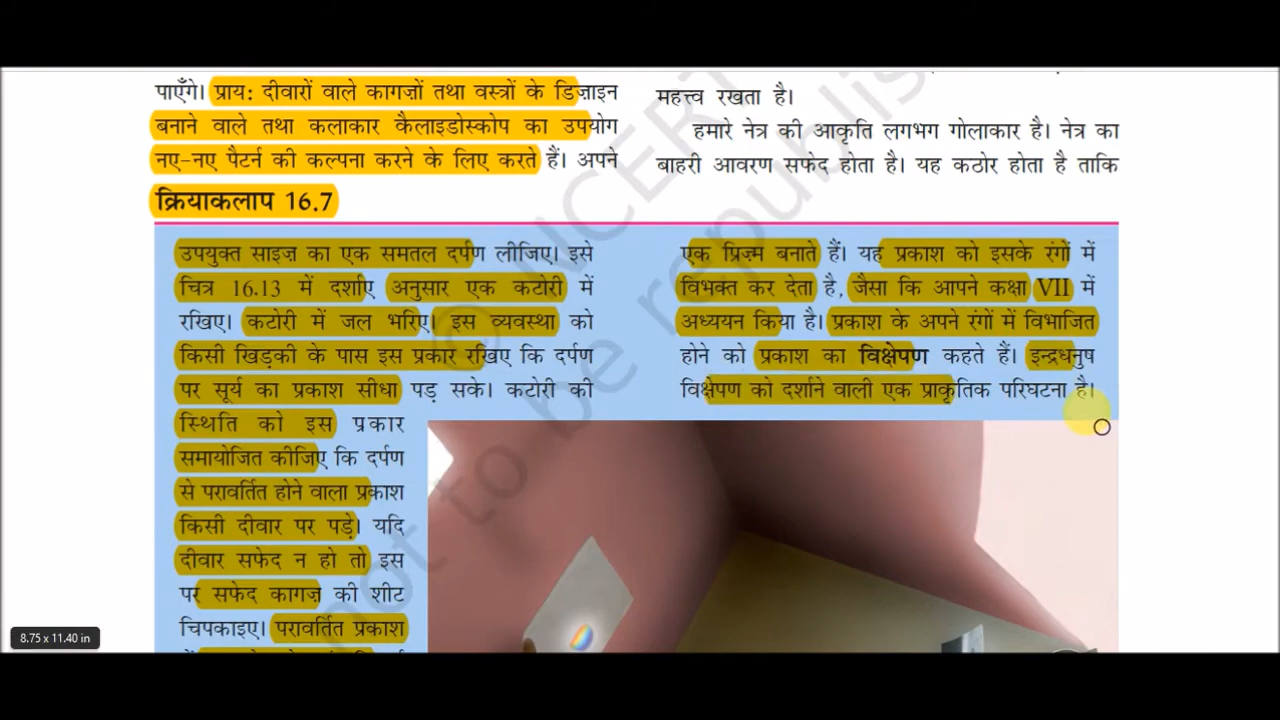 पाएँगे। प्राय: दीवारों वाले कागज़ों तथा वस्त्रों के डिज़ाइन
बनाने वाले तथा कलाकार कैलाइडोस्कोप का उपयोग
नए-नए पैटर्न की कल्पना करने के लिए करते हैं। अपने
महत्त्व रखता है।
हमारे नेत्र की आकृति लगभग गोलाकार है। नेत्र का
बाहरी आवरण सफेद होता है। यह कठोर होता है ताकि
क्रियाकलाप 16.7
उपयुक्त साइज़ का एक समतल दर्पण लीजिए। इसे
चित्र 16.13 में दर्शाए अनुसार एक कटोरी में
रखिए। कटोरी में जल भरिए। इस व्यवस्था को
किसी खिड़की के पास इस प्रकार रखिए कि दर्पण
पर सूर्य का प्रकाश सीधा पड़ सके। कटोरी की
स्थिति को इस प्रकार
समायोजित कीजिए कि दर्पण
से परावर्तित होने वाला प्रकाश
किसी दीवार पर पड़े। यदि
दीवार सफेद न हो तो इस
पर सफेद कागज़ की शीट
चिपकाइए। परावर्तित प्रकाश
एक प्रिज़्म बनाते हैं। यह प्रकाश को इसके रंगों में
विभक्त कर देता है, जैसा कि आपने कक्षा VII में
अध्ययन किया है। प्रकाश के अपने रंगों में विभाजित
होने को प्रकाश का विक्षेपण कहते हैं। इन्द्रधनुष
विक्षेपण को दर्शाने वाली एक प्राकृतिक परिघटना है।
© NCERT
not to be republis
8.75 x 11.40 in